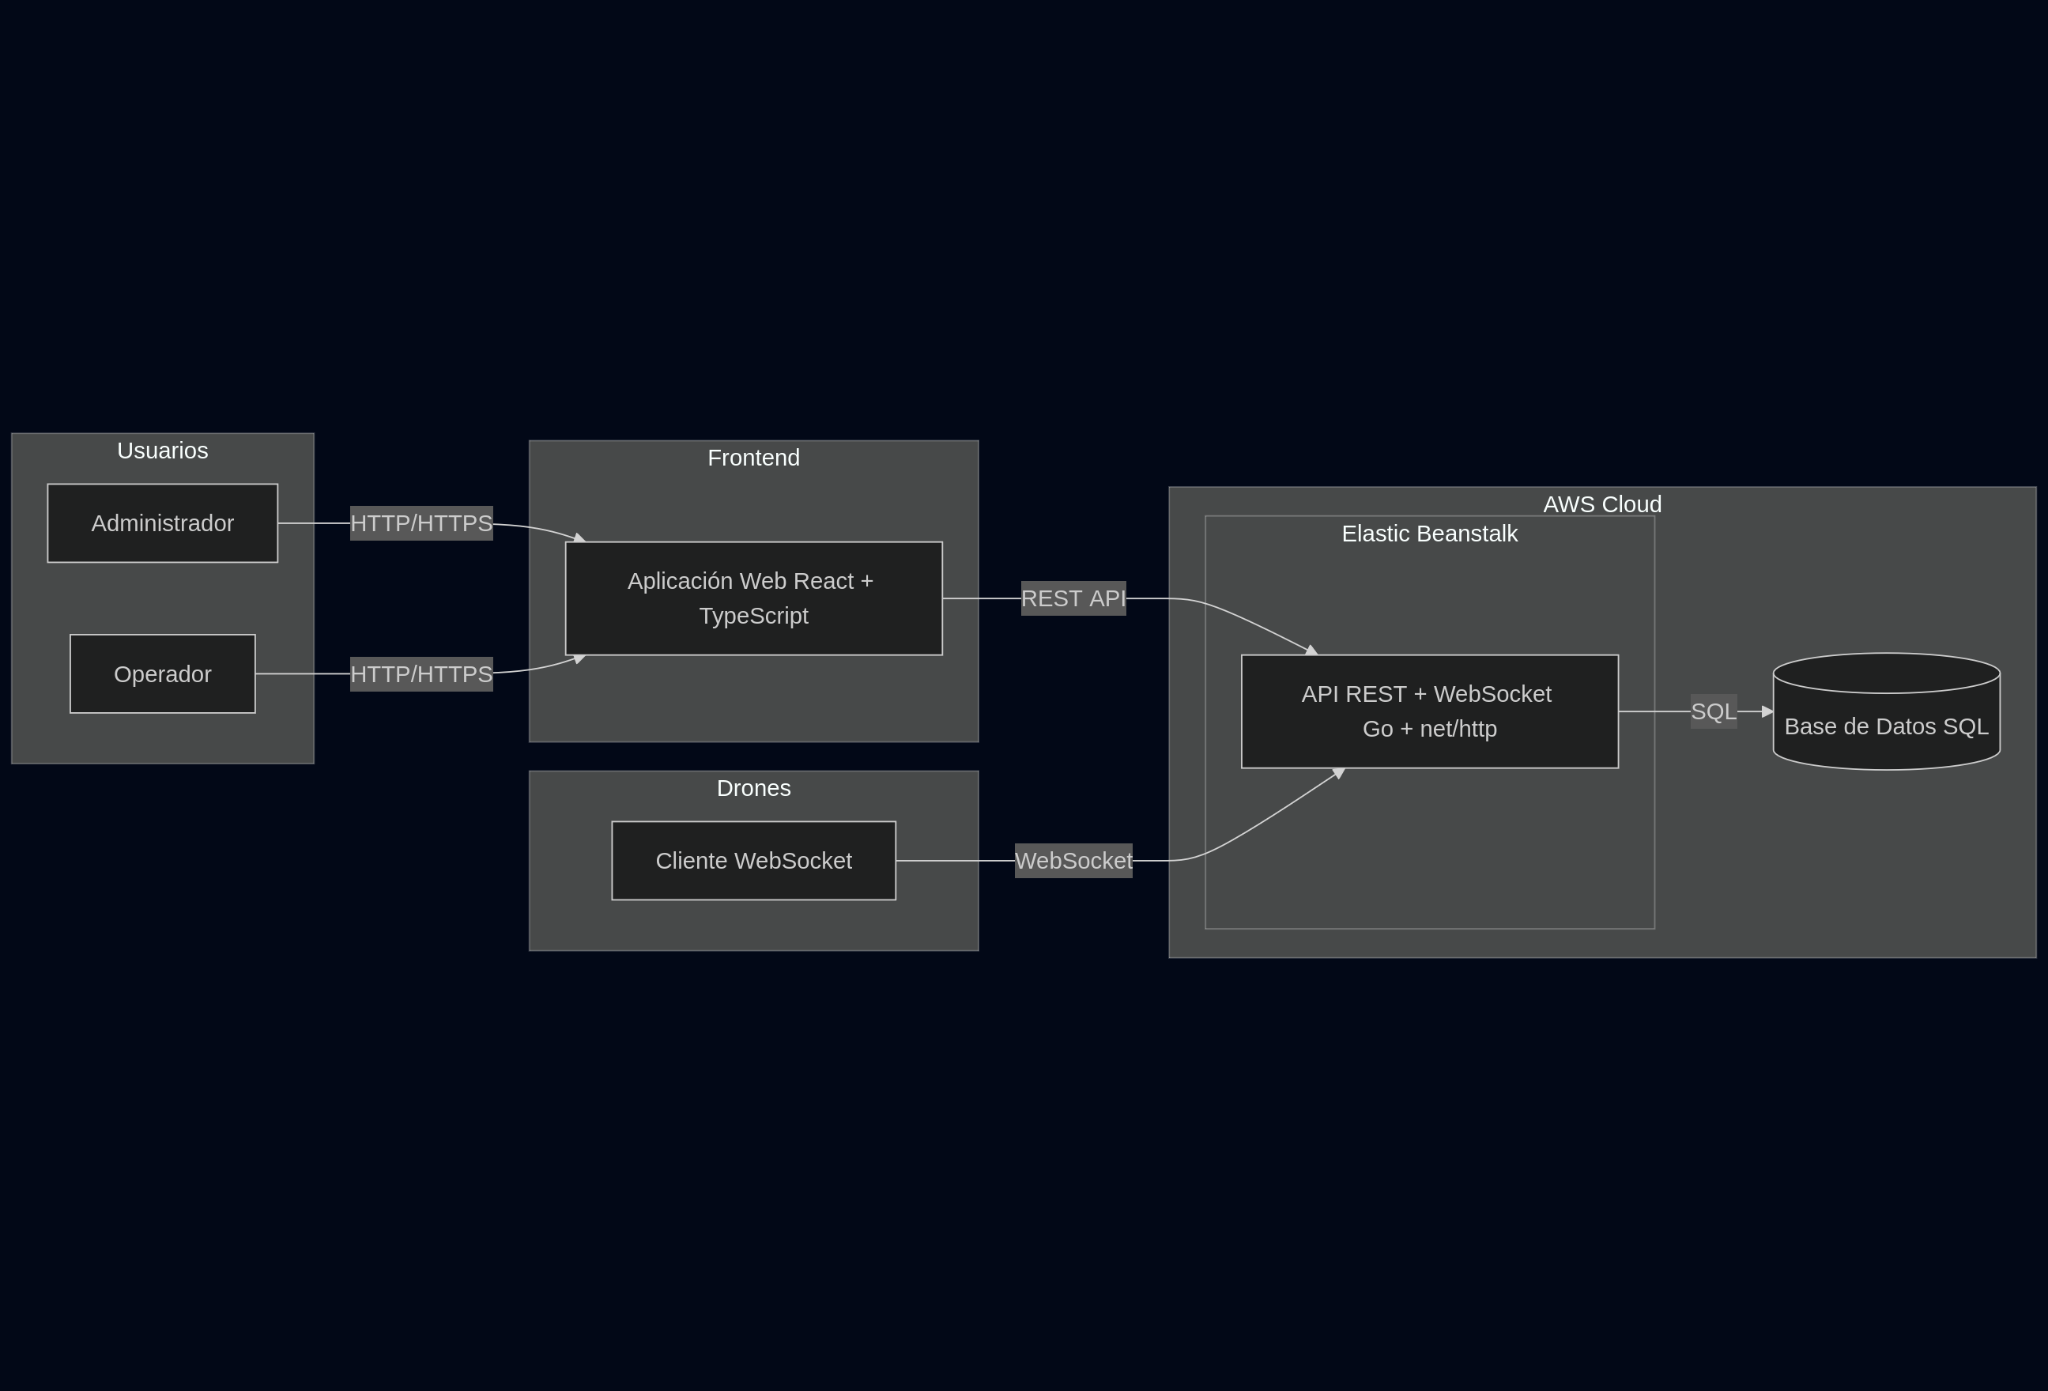 Usuarios
Administrador
Operador
HTTP/HTTPS
HTTP/HTTPS
Frontend
Aplicación Web React +
TypeScript
Drones
Cliente WebSocket
REST API
WebSocket
AWS Cloud
Elastic Beanstalk
API REST + WebSocket
Go + net/http
SQL
Base de Datos SQL